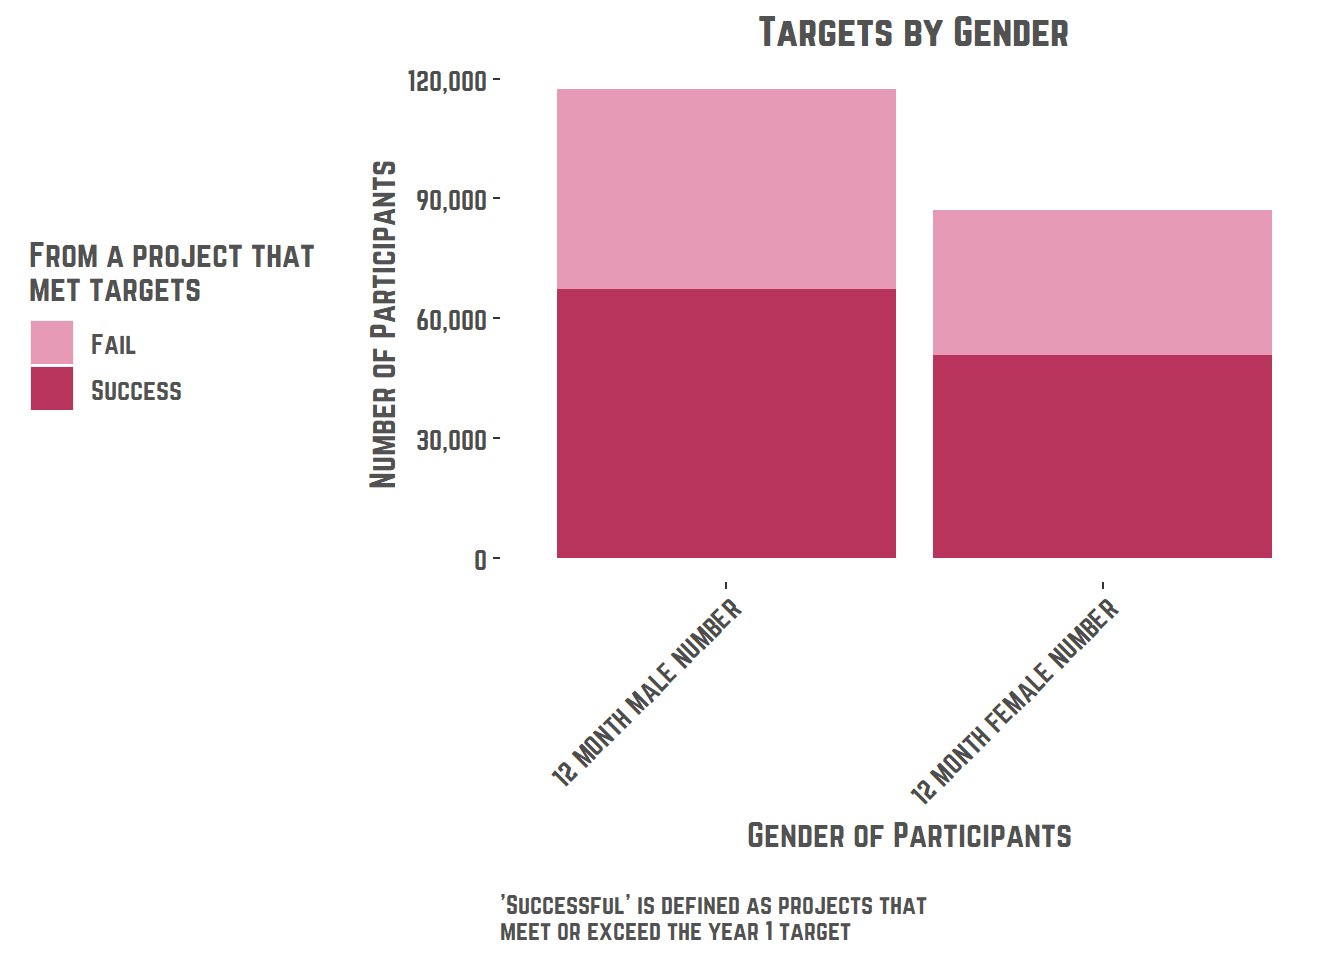 Targets by Gender
120,000
90,000
60,000
30,000
0
Number of Participants
From a project that
met targets
Fail
Success
12 MONTH MALE NUMBER
12 MONTH FEMALE NUMBER
Gender of Participants
'Successful' is defined as projects that
meet or exceed the year 1 target